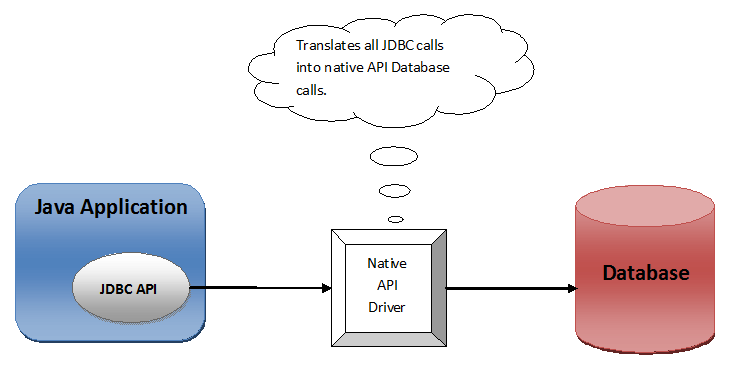 Translates all JDBC calls
into native API Database
calls.
Java Application
JDBC API
Native
API
Driver
Database